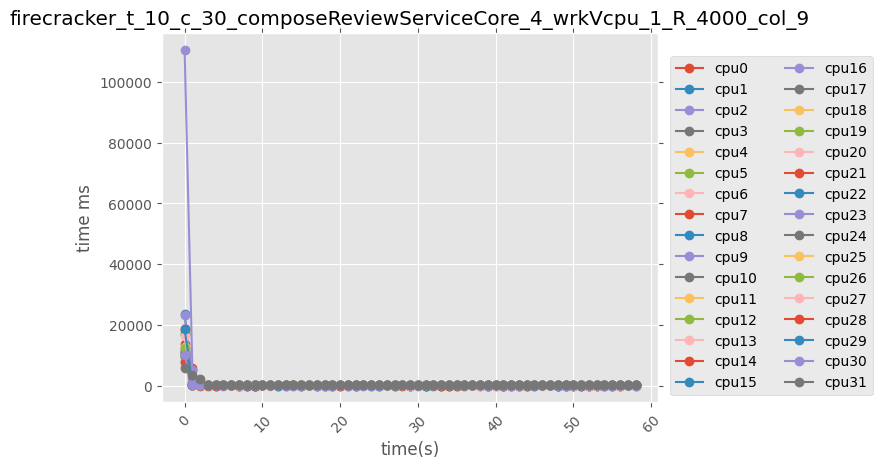 firecracker_t_10_c_30_composeReviewServiceCore_4_wrkVcpu_1_R_4000_col_9
time ms
100000
80000
60000
40000
20000
0
0
10
20
30
40
50
60
time(s)
cpu0
cpu1
cpu2
cpu3
cpu4
cpu5
cpu6
cpu7
cpu8
cpu9
cpu10
cpu11
cpu12
cpu13
cpu14
cpu15
cpu16
cpu17
cpu18
cpu19
cpu20
cpu21
cpu22
cpu23
cpu24
cpu25
cpu26
cpu27
cpu28
cpu29
cpu30
cpu31